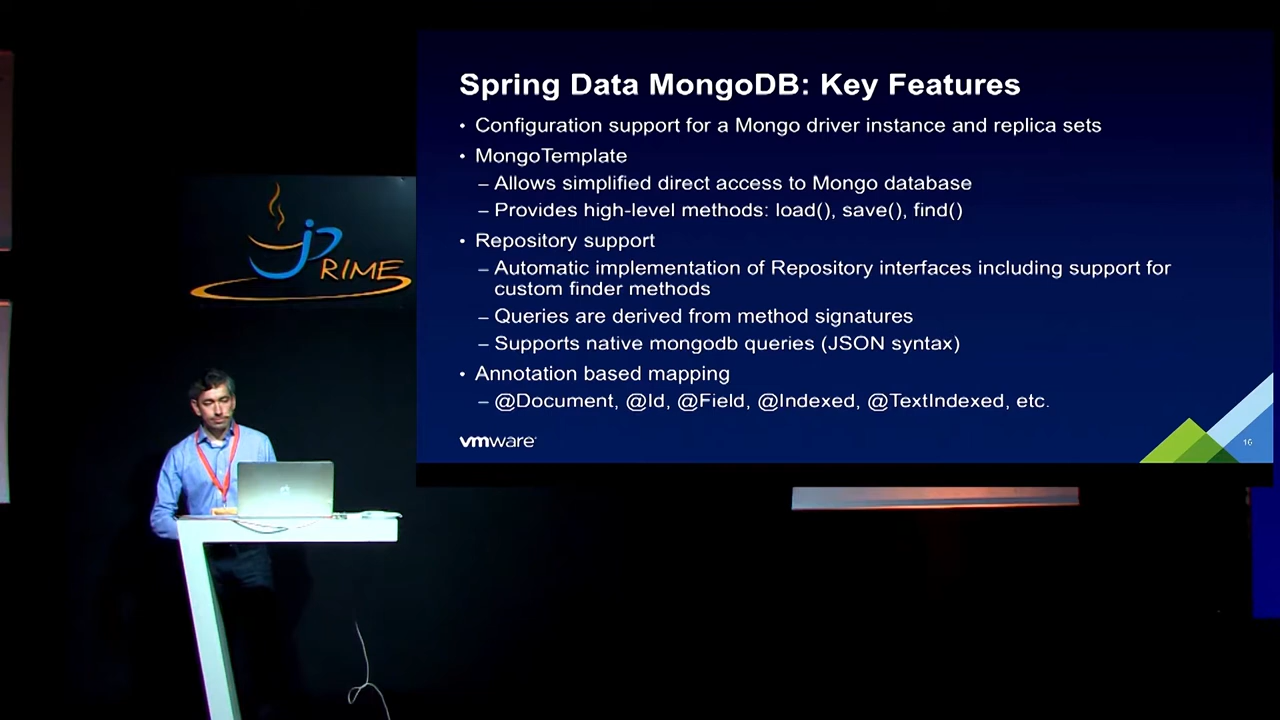 Spring Data MongoDB: Key Features
• Configuration support for a Mongo driver instance and replica sets
• MongoTemplate
– Allows simplified direct access to Mongo database
– Provides high-level methods: load(), save(), find()
• Repository support
– Automatic implementation of Repository interfaces including support for
custom finder methods
– Queries are derived from method signatures
– Supports native mongodb queries (JSON syntax)
• Annotation based mapping
– @Document, @Id, @Field, @Indexed, @TextIndexed, etc.
vmware
16
jPRIME